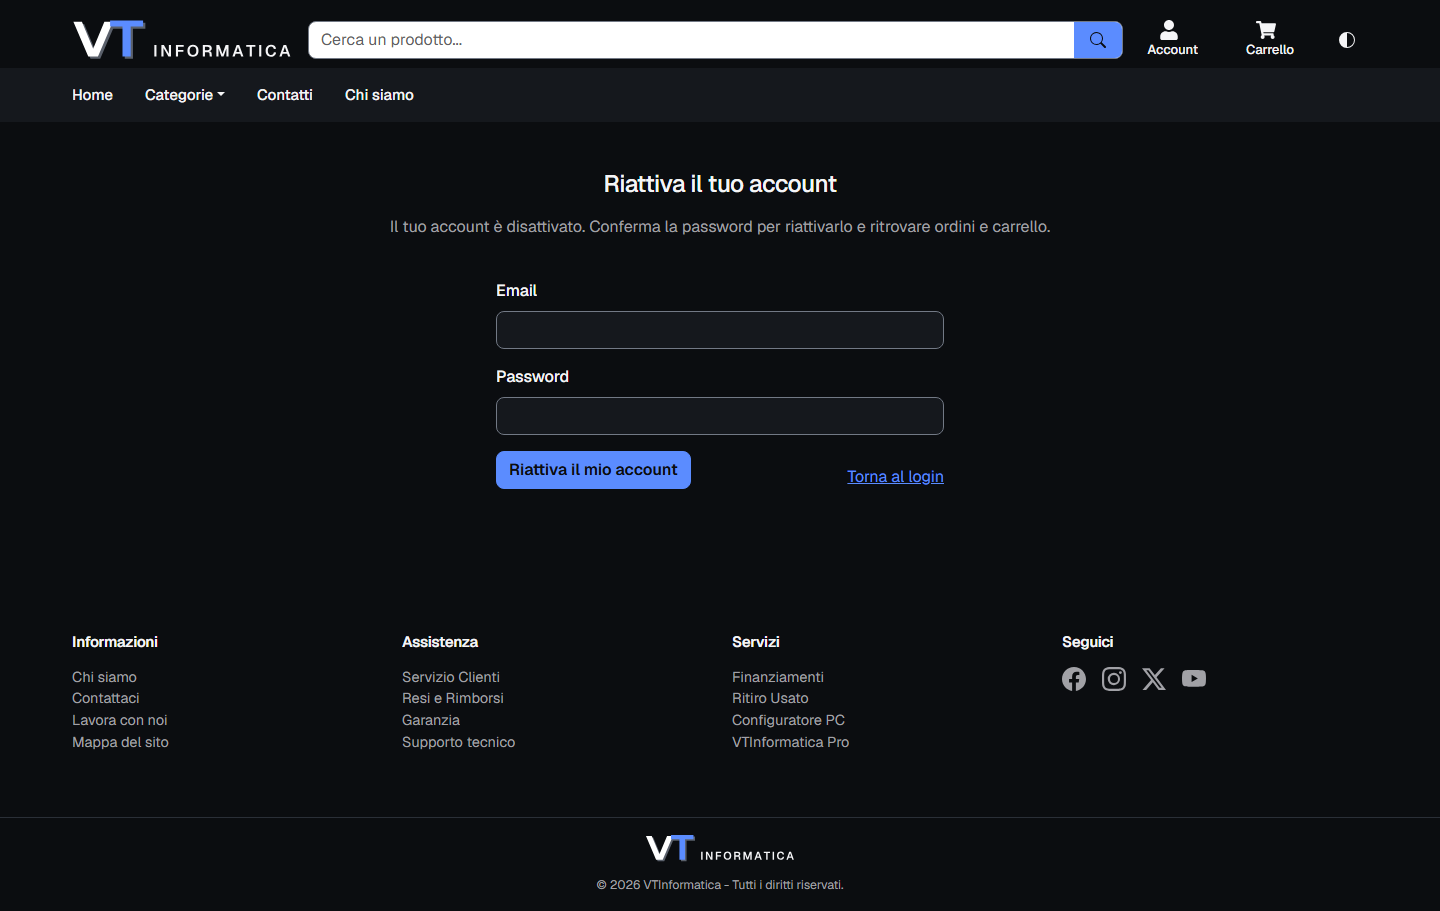 VT INFORMATICA
Cerca un prodotto...
Account
Carrello
Home
Categorie
Contatti
Chi siamo
Riattiva il tuo account
Il tuo account è disattivato. Conferma la password per riattivarlo e ritrovare ordini e carrello.
Email
Password
Riattiva il mio account
Torna al login
Informazioni
Chi siamo
Contattaci
Lavora con noi
Mappa del sito
Assistenza
Servizio Clienti
Resi e Rimborsi
Garanzia
Supporto tecnico
Servizi
Finanziamenti
Ritiro Usato
Configuratore PC
VTInformatica Pro
Seguici
VT INFORMATICA
© 2026 VTInformatica - Tutti i diritti riservati.